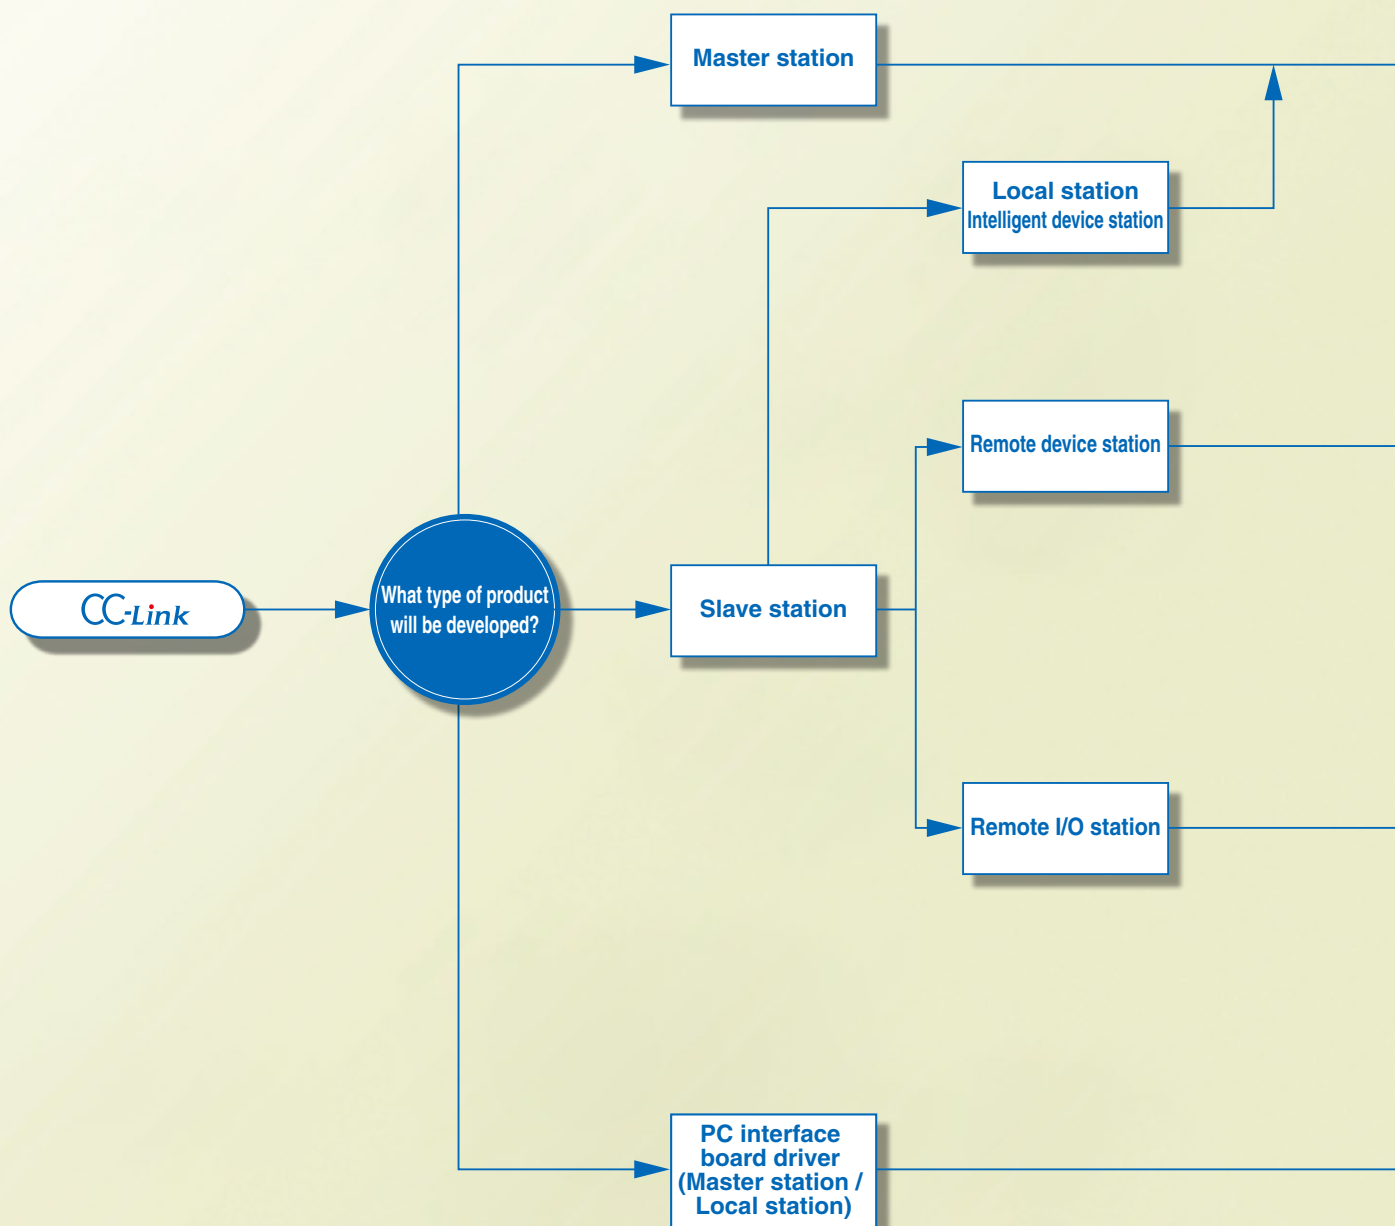 Master station
Local station
Intelligent device station
Remote device station
CC-Link
What type of product
will be developed?
Slave station
Remote I/O station
PC interface
board driver
(Master station /
Local station)